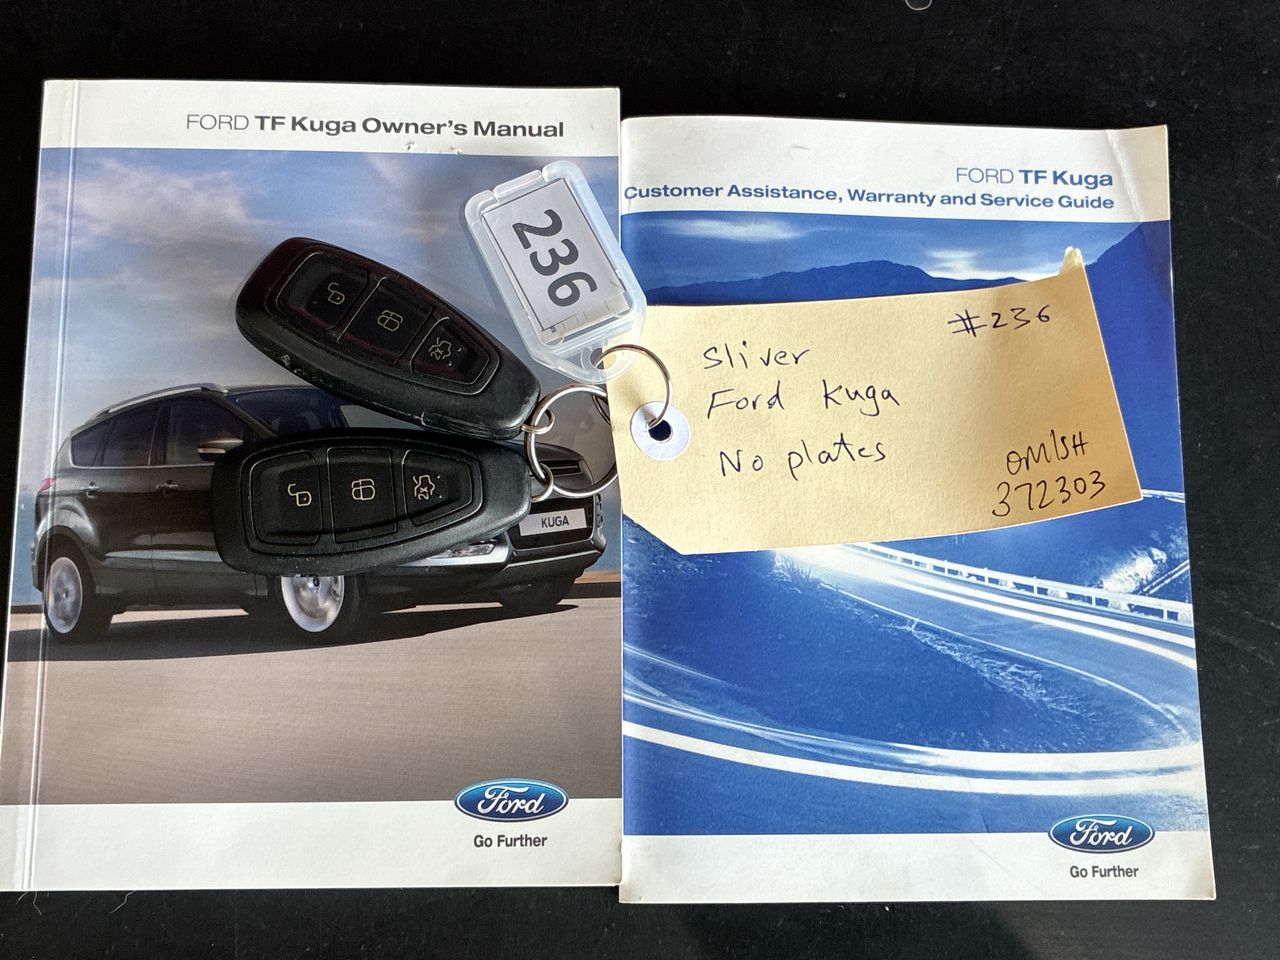 FORD TF Kuga Owner's Manual
KUGA
Ford
Go Further
236
FORD TF Kuga
Customer Assistance, Warranty and Service Guide
#236
Sliver
Ford Kuga
No plates
372303
Ford
Go Further